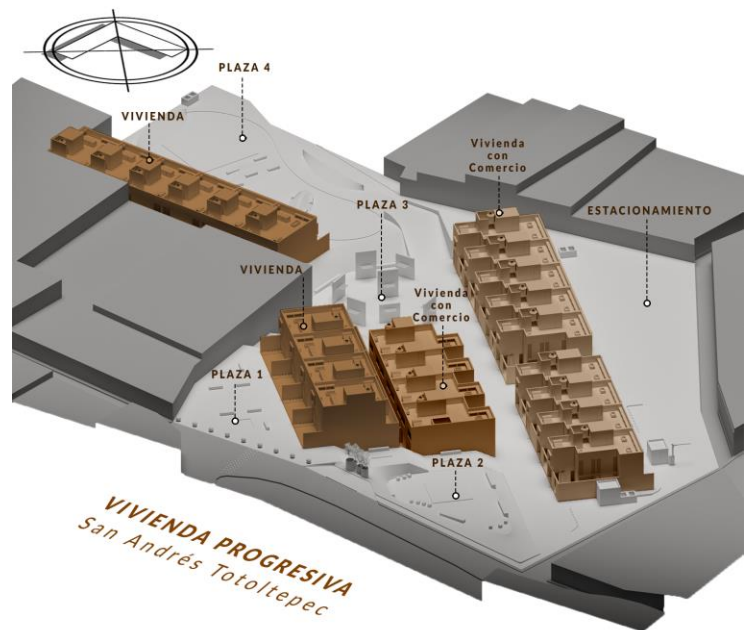 PLAZA 4
VIVIENDA
Vivienda
con
Comercio
PLAZA 3
ESTACIONAMIENTO
VIVIENDA
Vivienda
con
Comercio
PLAZA 1
PLAZA 2
VIVIENDA PROGRESIVA
San Andrés Totoltepec